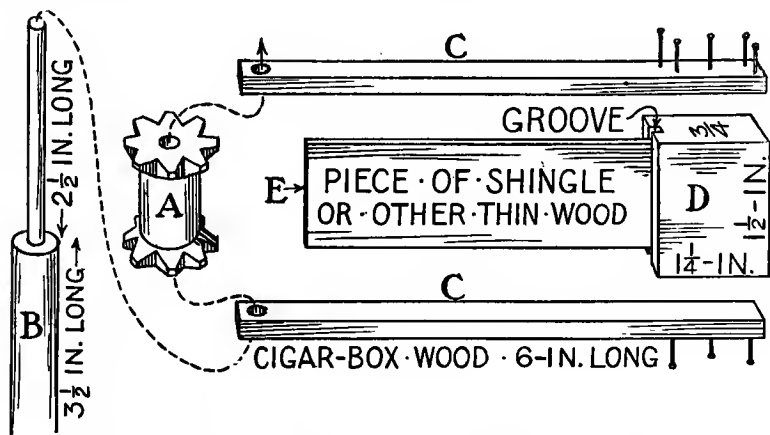 C
2 1/2 IN. LONG
GROOVE
3/4
A
E
PIECE·OF·SHINGLE
OR·OTHER·THIN·WOOD
D
1 1/2-IN.
1 1/4-IN.
B
3 1/2 IN. LONG
C
CIGAR-BOX·WOOD·6-IN. LONG